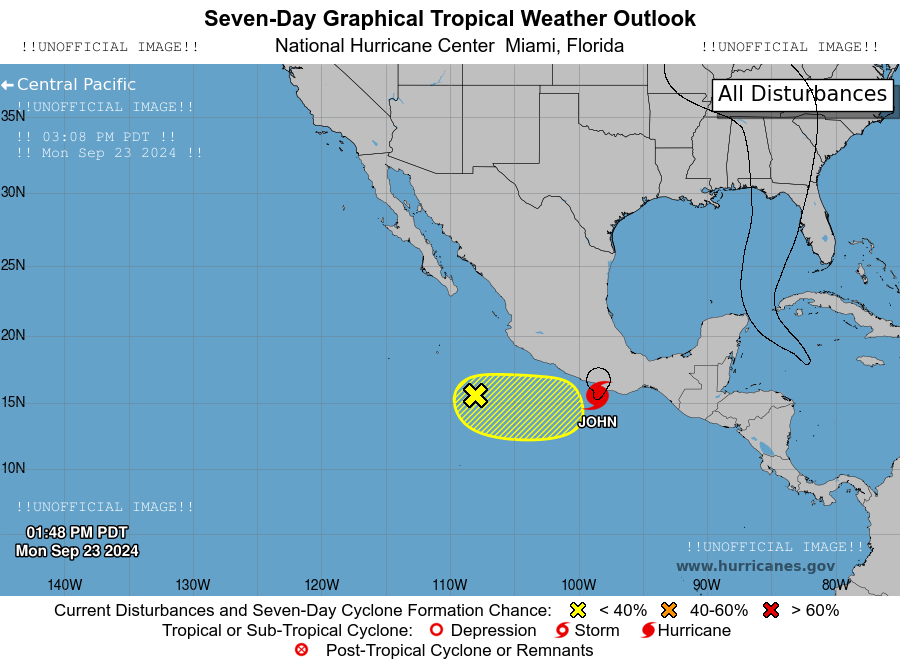 Seven-Day Graphical Tropical Weather Outlook
!!UNOFFICIAL IMAGE!!
National Hurricane Center  Miami, Florida
!!UNOFFICIAL IMAGE!!
Central Pacific
All Disturbances
!!UNOFFICIAL IMAGE!!
35N
!! 03:08 PM PDT !!
!! Mon Sep 23 2024 !!
30N
25N
20N
15N
JOHN
10N
!!UNOFFICIAL IMAGE!!
01:48 PM PDT
Mon Sep 23 2024
!!UNOFFICIAL IMAGE!!
www.hurricanes.gov
140W 130W 120W 110W 100W 90W 80W
Current Disturbances and Seven-Day Cyclone Formation Chance: < 40% 40-60% > 60%
Tropical or Sub-Tropical Cyclone: Depression Storm Hurricane
Post-Tropical Cyclone or Remnants